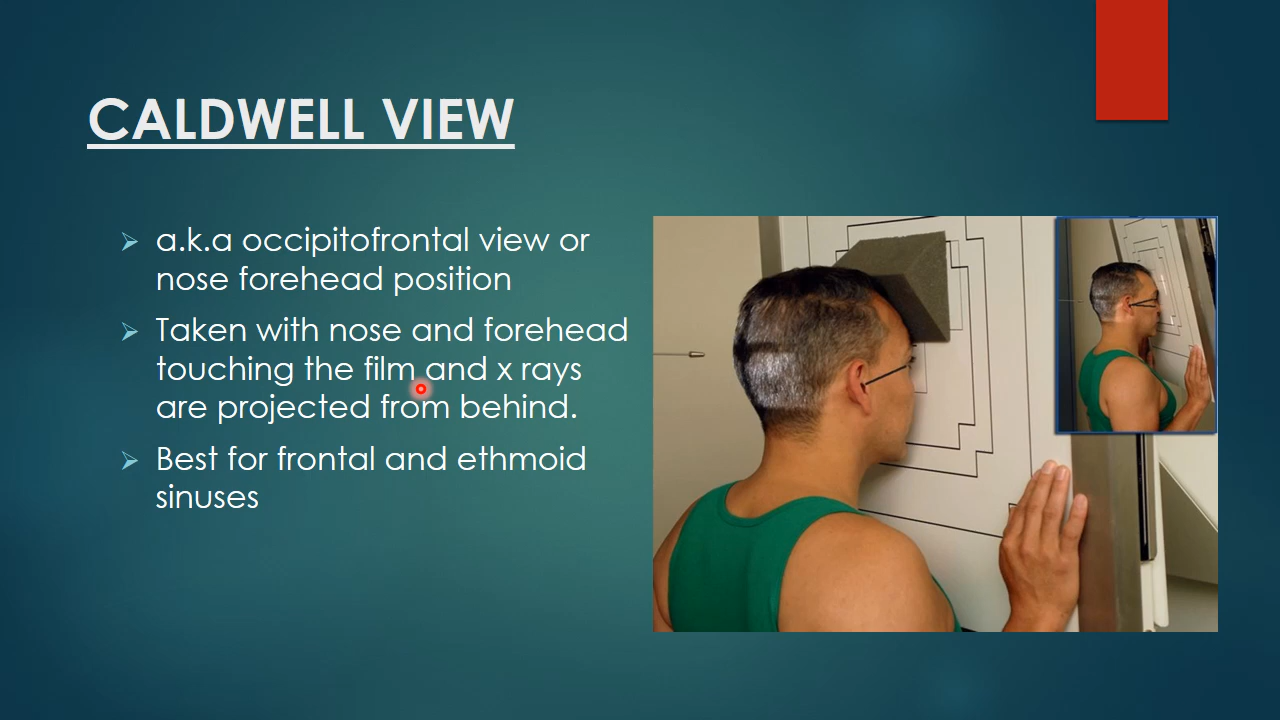 CALDWELL VIEW
a.k.a occipitofrontal view or
nose forehead position
Taken with nose and forehead
touching the film and x rays
are projected from behind.
Best for frontal and ethmoid
sinuses